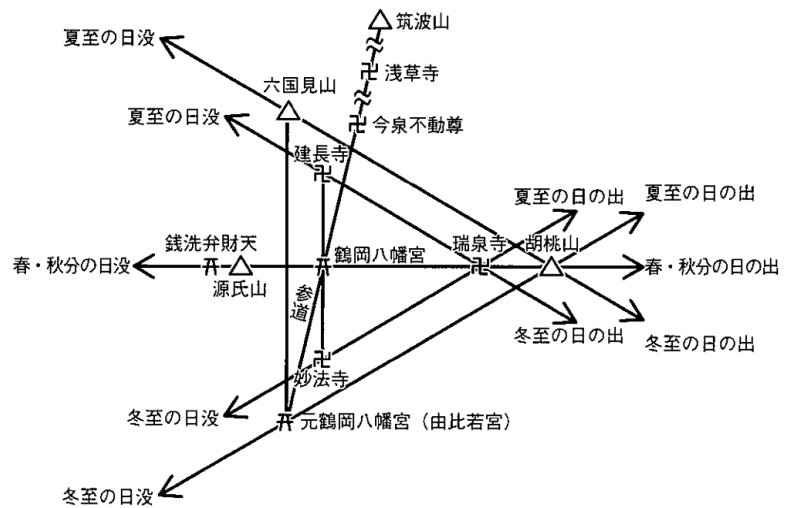 筑波山
夏至の日没
浅草寺
六国見山
夏至の日没
今泉不動尊
建長寺
夏至の日の出
夏至の日の出
銭洗弁財天
鶴岡八幡宮
瑞泉寺
胡桃山
春・秋分の日没
春・秋分の日の出
源氏山
参道
冬至の日の出
冬至の日の出
妙法寺
冬至の日没
元鶴岡八幡宮（由比若宮）
冬至の日没